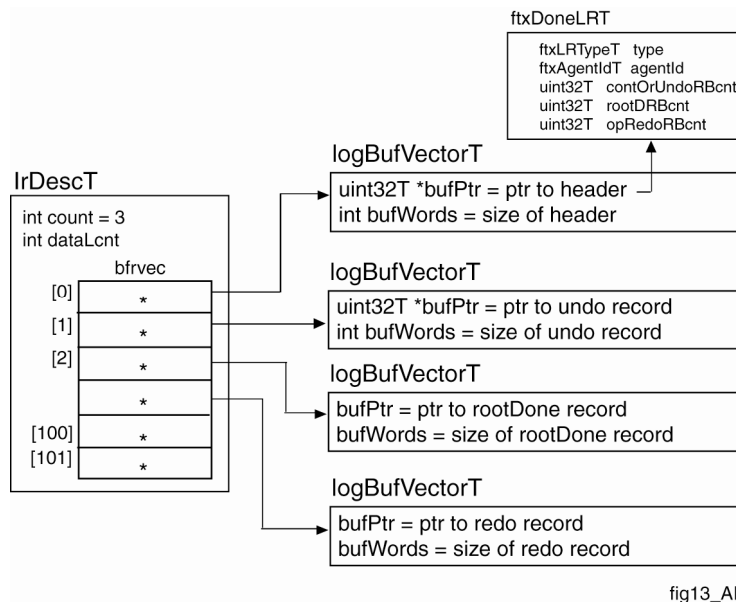 ftxDoneLRT
ftxLRTypeT type
ftxAgentIdT agentId
uint32T contOrUndoRBcnt
uint32T rootDRBcnt
uint32T opRedoRBcnt
logBufVectorT
uint32T *bufPtr = ptr to header
int bufWords = size of header
lrDescT
int count = 3
int dataLcnt
bfrvec
[0] *
[1] *
[2] *
*
[100] *
[101] *
logBufVectorT
uint32T *bufPtr = ptr to undo record
int bufWords = size of undo record
logBufVectorT
bufPtr = ptr to rootDone record
bufWords = size of rootDone record
logBufVectorT
bufPtr = ptr to redo record
bufWords = size of redo record